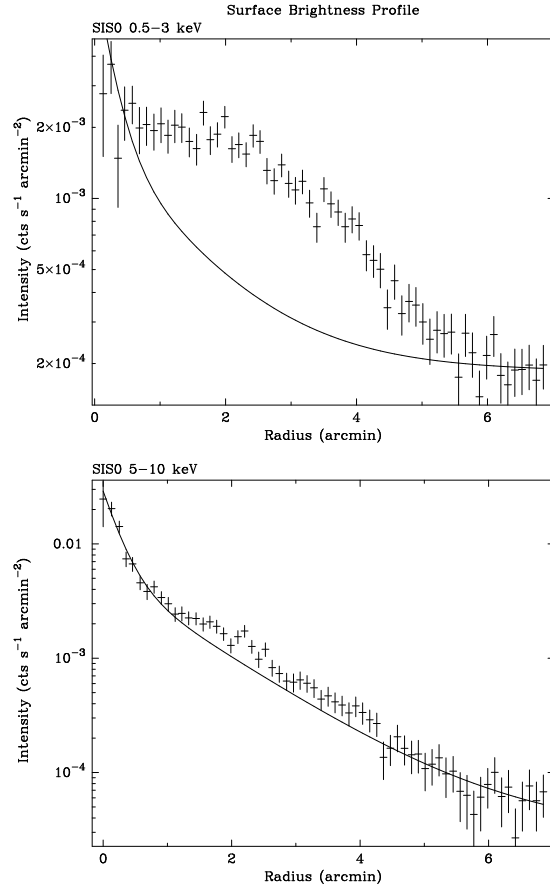 Surface Brightness Profile
SIS0 0.5−3 keV
Intensity (cts s⁻¹ arcmin⁻²)
2×10⁻³
10⁻³
5×10⁻⁴
2×10⁻⁴
0 2 4 6
Radius (arcmin)
SIS0 5−10 keV
Intensity (cts s⁻¹ arcmin⁻²)
0.01
10⁻³
10⁻⁴
0 2 4 6
Radius (arcmin)